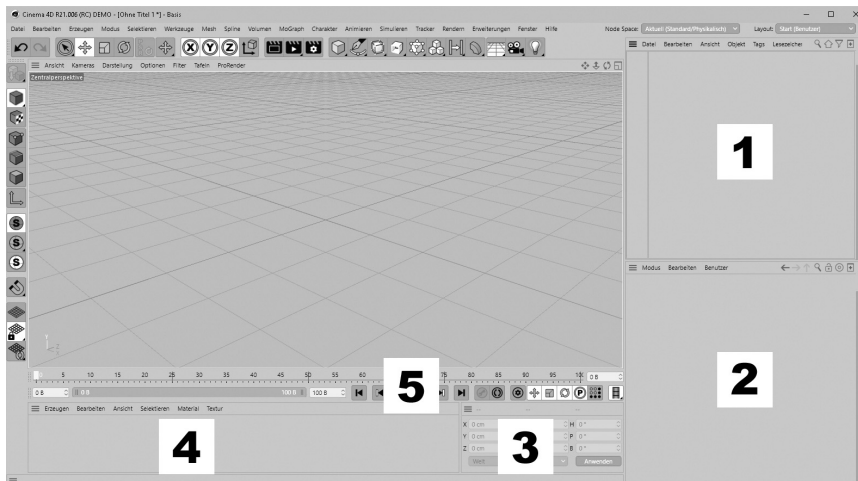 Cinema 4D R21.006 (RC) DEMO - [Ohne Titel 1 *] - Basis
Datei Bearbeiten Erzeugen Modus Selektieren Werkzeuge Mesh Spline Volumen MoGraph Charakter Animieren Simulieren Tracker Rendern Erweiterungen Fenster Hilfe Node Space: Aktuell (Standard/Physikalisch) Layout: Start (Benutzer)
X Y Z
Ansicht Kameras Darstellung Optionen Filter Tafeln ProRender
Zentralperspektive
Datei Bearbeiten Ansicht Objekt Tags Lesezeichen
1
S
S
S
Modus Bearbeiten Benutzer
2
Y
Z
X
0 5 10 15 20 25 30 35 40 45 50 55 60 75 80 85 90 95 0 B
5
0 B 0 B 100 B 100 B P
Erzeugen Bearbeiten Ansicht Selektieren Material Textur
4
X 0 cm H 0 °
Y 0 cm P 0 °
Z 0 cm B 0 °
3
Welt Anwenden